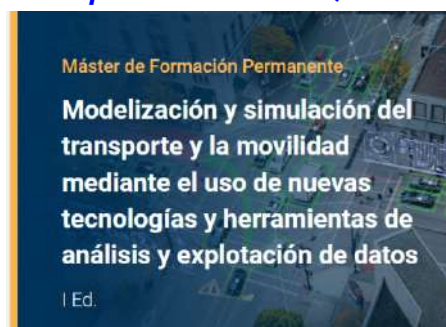 Máster de Formación Permanente
Modelización y simulación del
transporte y la movilidad
mediante el uso de nuevas
tecnologías y herramientas de
análisis y explotación de datos
I Ed.